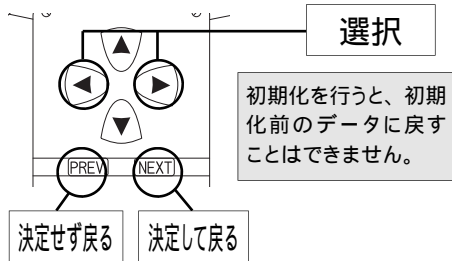 選択
初期化を行うと、初期
化前のデータに戻す
ことはできません。
PREV
NEXT
決定せず戻る
決定して戻る